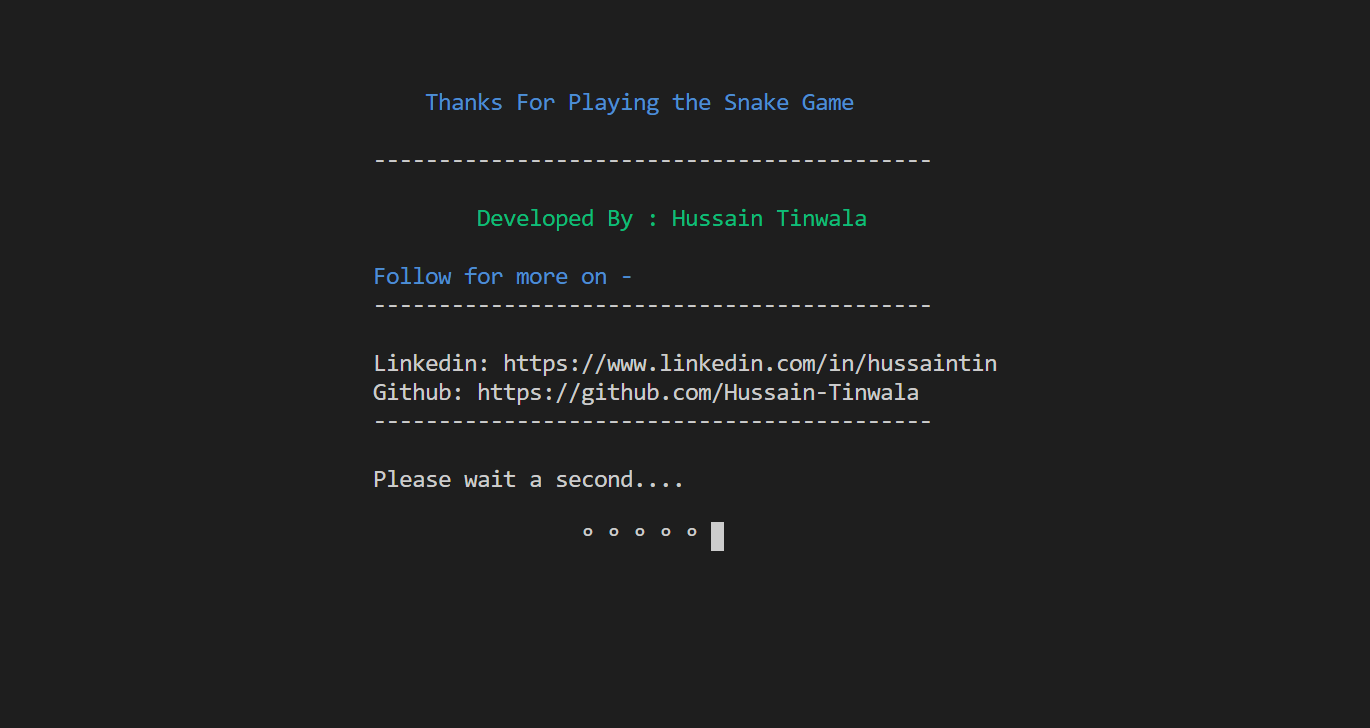 Thanks For Playing the Snake Game
-------------------------------------------
Developed By : Hussain Tinwala
Follow for more on -
-------------------------------------------
Linkedin: https://www.linkedin.com/in/hussaintin
Github: https://github.com/Hussain-Tinwala
-------------------------------------------
Please wait a second....
° ° ° ° °